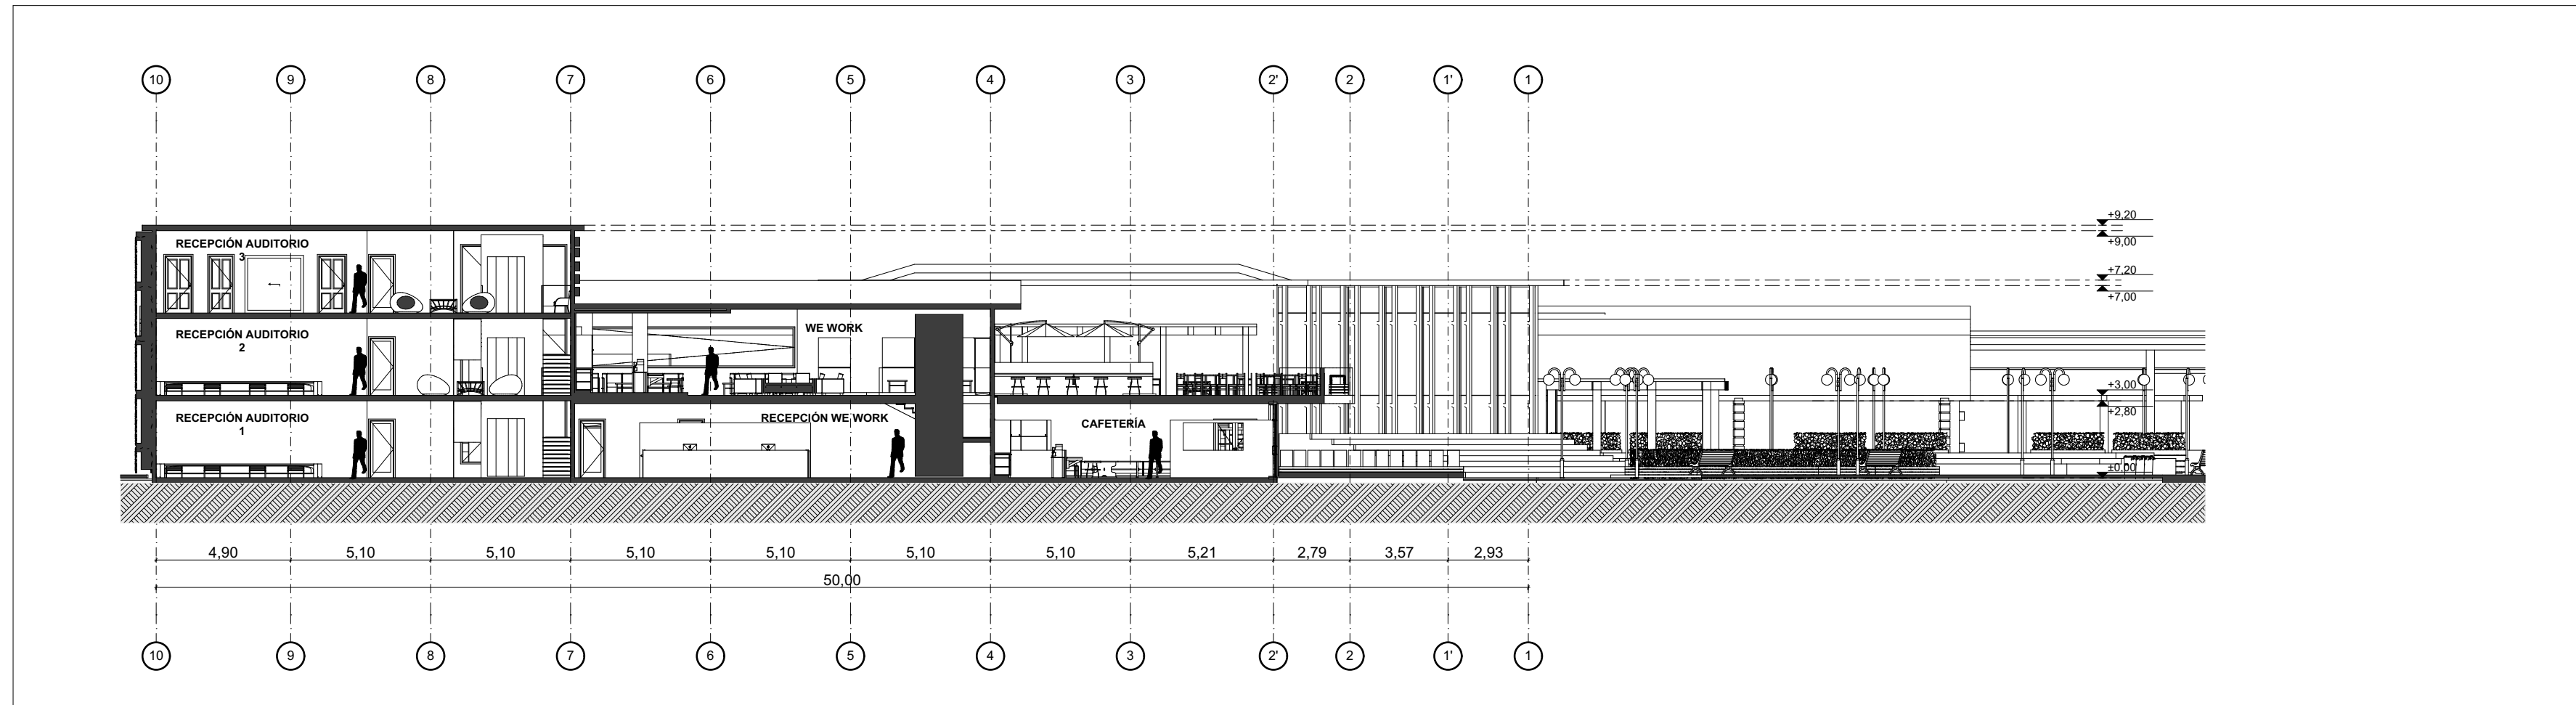 10 9 8 7 6 5 4 3 2' 2 1' 1
+9,20
+9,00
RECEPCIÓN AUDITORIO
3
+7,20
+7,00
RECEPCIÓN AUDITORIO
2
WE WORK
+3,00
+2,80
RECEPCIÓN AUDITORIO
1
RECEPCIÓN WE WORK
CAFETERÍA
±0,00
4,90 5,10 5,10 5,10 5,10 5,10 5,10 5,21 2,79 3,57 2,93
50,00
10 9 8 7 6 5 4 3 2' 2 1' 1